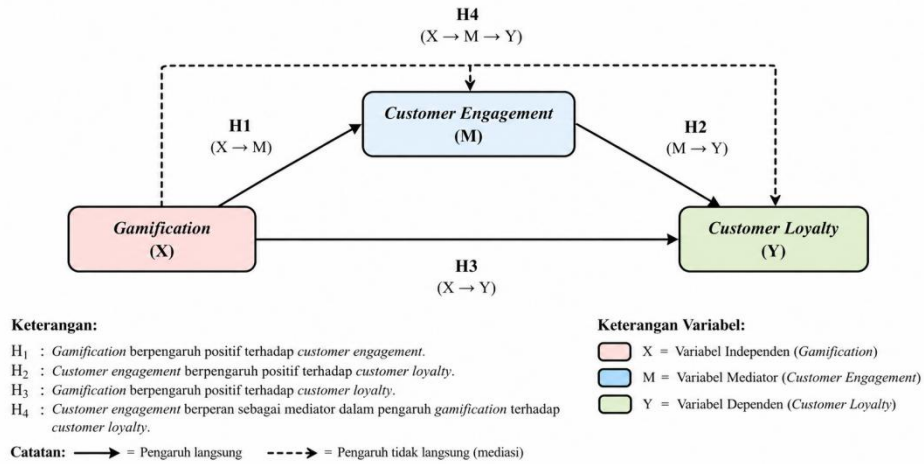 H4
(X → M → Y)
Customer Engagement
(M)
H1
(X → M)
H2
(M → Y)
Gamification
(X)
Customer Loyalty
(Y)
H3
(X → Y)
Keterangan:
H₁ : Gamification berpengaruh positif terhadap customer engagement.
H₂ : Customer engagement berpengaruh positif terhadap customer loyalty.
H₃ : Gamification berpengaruh positif terhadap customer loyalty.
H₄ : Customer engagement berperan sebagai mediator dalam pengaruh gamification terhadap
customer loyalty.
Catatan: = Pengaruh langsung = Pengaruh tidak langsung (mediasi)
Keterangan Variabel:
X = Variabel Independen (Gamification)
M = Variabel Mediator (Customer Engagement)
Y = Variabel Dependen (Customer Loyalty)